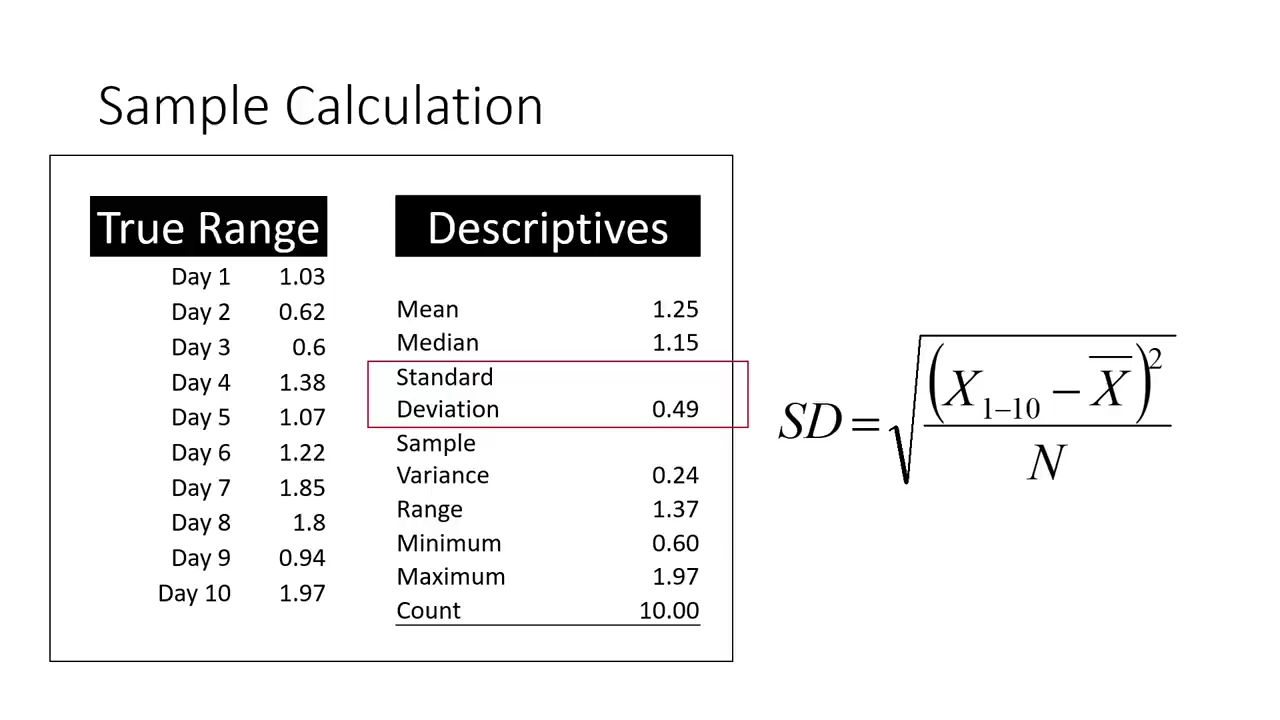 Sample Calculation
True Range
Day 1 1.03
Day 2 0.62
Day 3 0.6
Day 4 1.38
Day 5 1.07
Day 6 1.22
Day 7 1.85
Day 8 1.8
Day 9 0.94
Day 10 1.97
Descriptives
Mean 1.25
Median 1.15
Standard
Deviation 0.49
Sample
Variance 0.24
Range 1.37
Minimum 0.60
Maximum 1.97
Count 10.00
SD = √((X₁₋₁₀ − X̅)² / N)